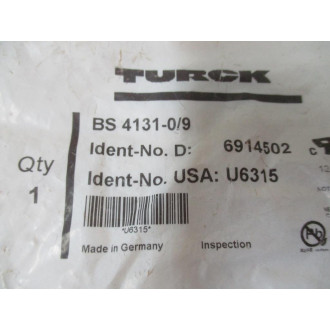 TURCK
BS 4131-0/9
Ident-No. D: 6914502
Ident-No. USA: U6315
Qty
1
*U6315*
Made in Germany
Inspection
Pb